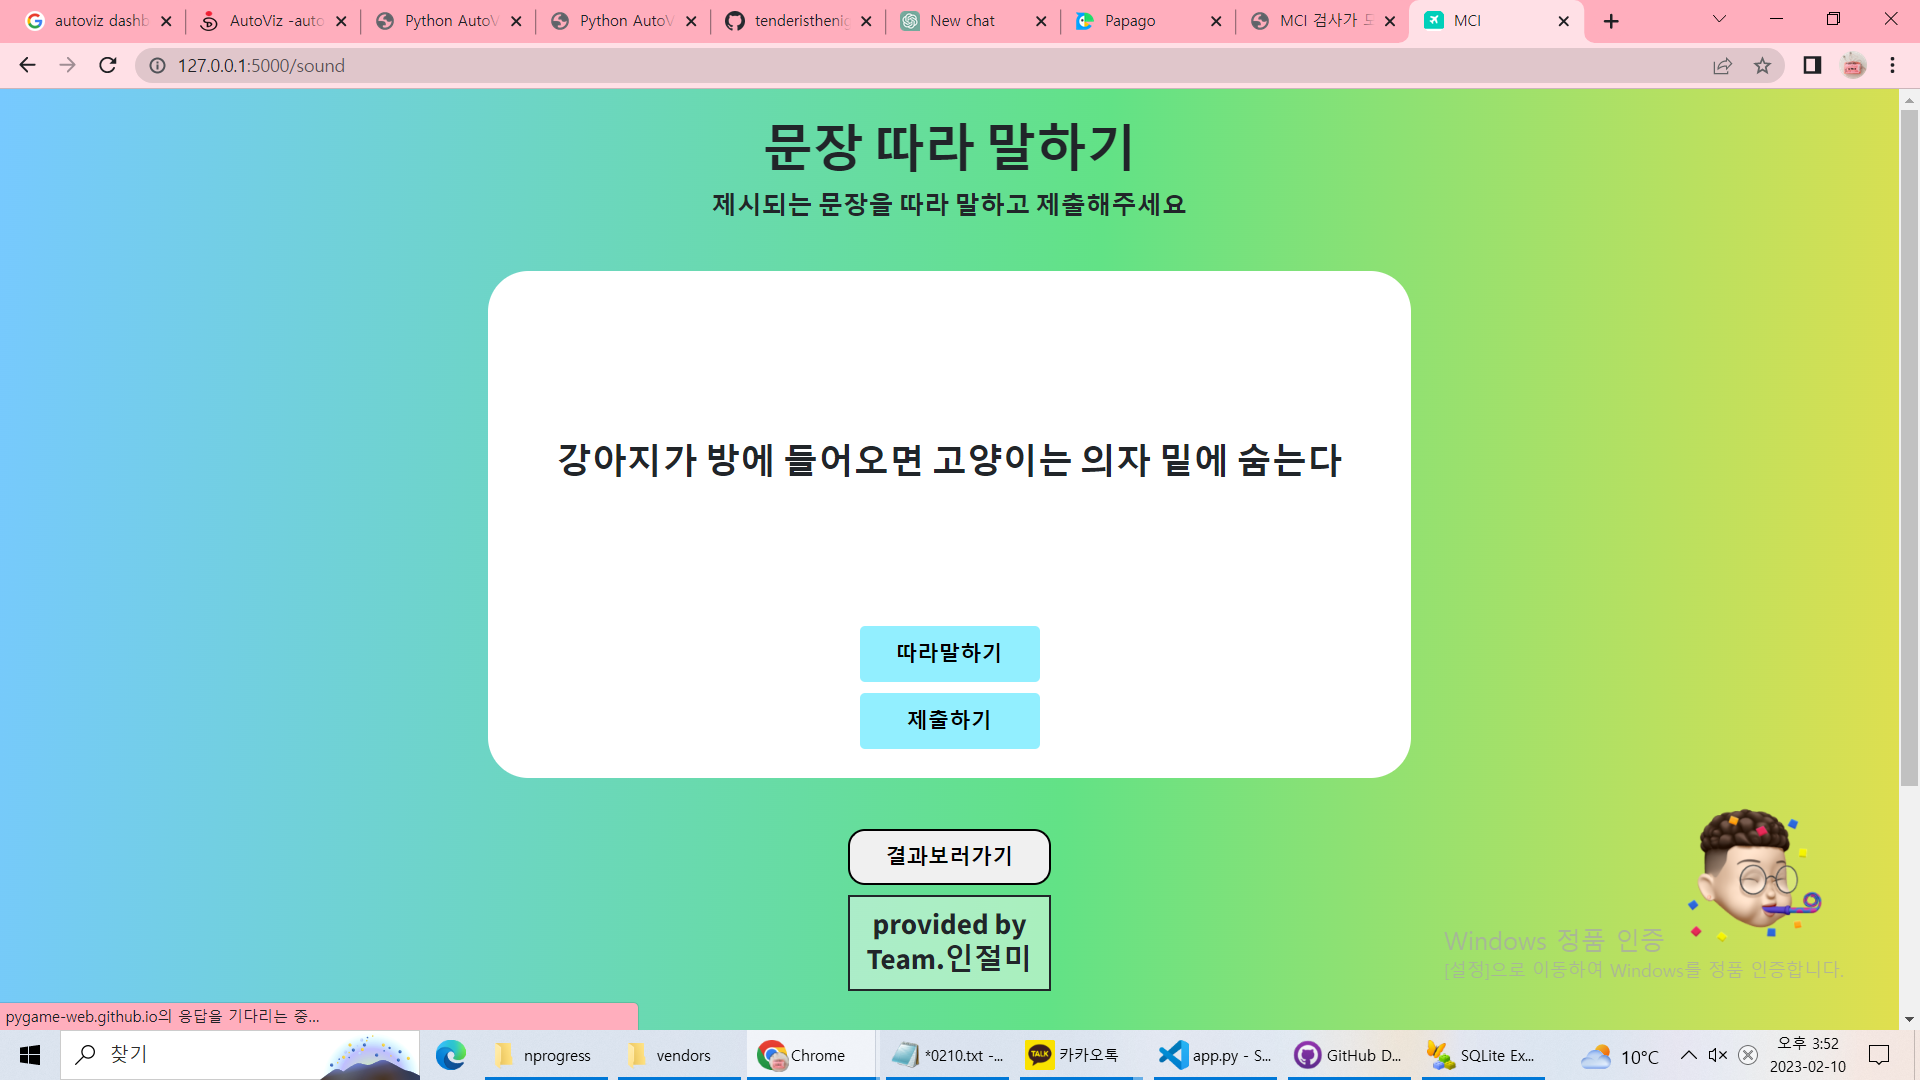 autoviz dashb
AutoViz -auto
Python AutoV
Python AutoV
tenderistheni
New chat
Papago
MCI 검사가
MCI
127.0.0.1:5000/sound
문장 따라 말하기
제시되는 문장을 따라 말하고 제출해주세요
강아지가 방에 들어오면 고양이는 의자 밑에 숨는다
따라말하기
제출하기
결과보러가기
provided by
Team.인절미
Windows 정품 인증
[설정]으로 이동하여 Windows를 정품 인증합니다.
pygame-web.github.io의 응답을 기다리는 중...
찾기
nprogress
vendors
Chrome
*0210.txt -...
TALK
카카오톡
app.py - S...
GitHub D...
SQLite Ex...
10°C
오후 3:52
2023-02-10